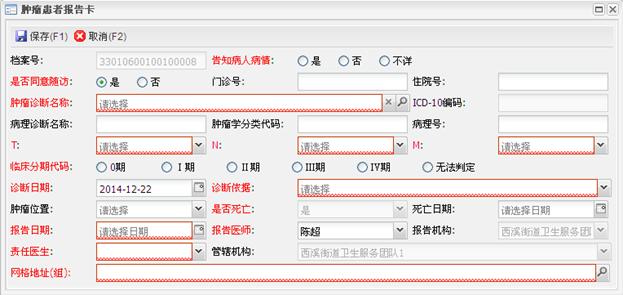 肿瘤患者报告卡
保存(F1) 取消(F2)
档案号: 33010600100100008 告知病人病情: 是 否 不详
是否同意随访: 是 否 门诊号: 住院号:
肿瘤诊断名称: 请选择 ICD-10编码:
病理诊断名称: 肿瘤学分类代码: 病理号:
T: 请选择 N: 请选择 M: 请选择
临床分期代码: 0期 I 期 II 期 III期 IV期 无法判定
诊断日期: 2014-12-22 诊断依据: 请选择
肿瘤位置: 请选择 是否死亡: 是 死亡日期: 请选择日期
报告日期: 请选择日期 报告医师: 陈超 报告机构: 西溪街道卫生服务团队
责任医生: 管辖机构: 西溪街道卫生服务团队1
网格地址(组):